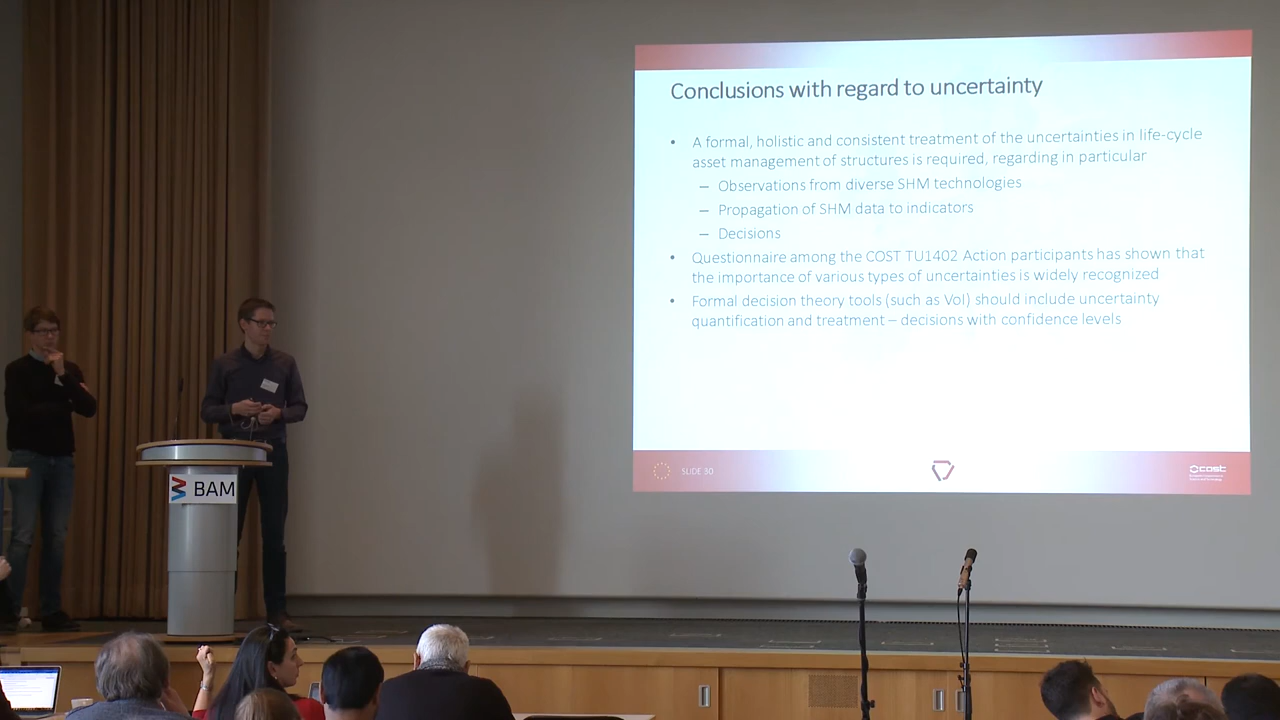 Conclusions with regard to uncertainty
• A formal, holistic and consistent treatment of the uncertainties in life-cycle
asset management of structures is required, regarding in particular
– Observations from diverse SHM technologies
– Propagation of SHM data to indicators
– Decisions
• Questionnaire among the COST TU1402 Action participants has shown that
the importance of various types of uncertainties is widely recognized
• Formal decision theory tools (such as VoI) should include uncertainty
quantification and treatment – decisions with confidence levels
SLIDE 30
cost
BAM